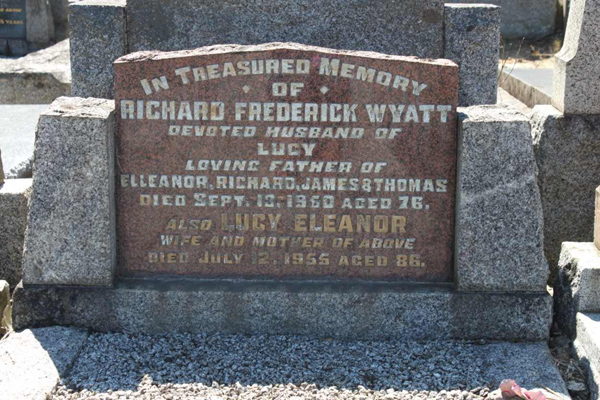 IN TREASURED MEMORY
OF
RICHARD FREDERICK WYATT
DEVOTED HUSBAND OF
LUCY
LOVING FATHER OF
ELLEANOR, RICHARD, JAMES & THOMAS
DIED SEPT. 13, 1950 AGED 76.
ALSO LUCY ELEANOR
WIFE AND MOTHER OF ABOVE
DIED JULY 12, 1955 AGED 86.